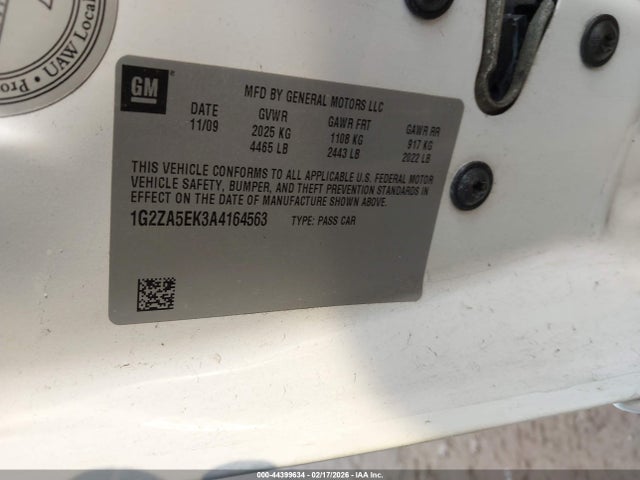 UAW Local
GM
MFD BY GENERAL MOTORS LLC
DATE GVWR GAWR FRT GAWR RR
11/09 2025 KG 1108 KG 917 KG
4465 LB 2443 LB 2022 LB
THIS VEHICLE CONFORMS TO ALL APPLICABLE U.S. FEDERAL MOTOR
VEHICLE SAFETY, BUMPER, AND THEFT PREVENTION STANDARDS IN
EFFECT ON THE DATE OF MANUFACTURE SHOWN ABOVE.
1G2ZA5EK3A4164563 TYPE: PASS CAR
000-44399634 - 02/17/2026 - IAA Inc.